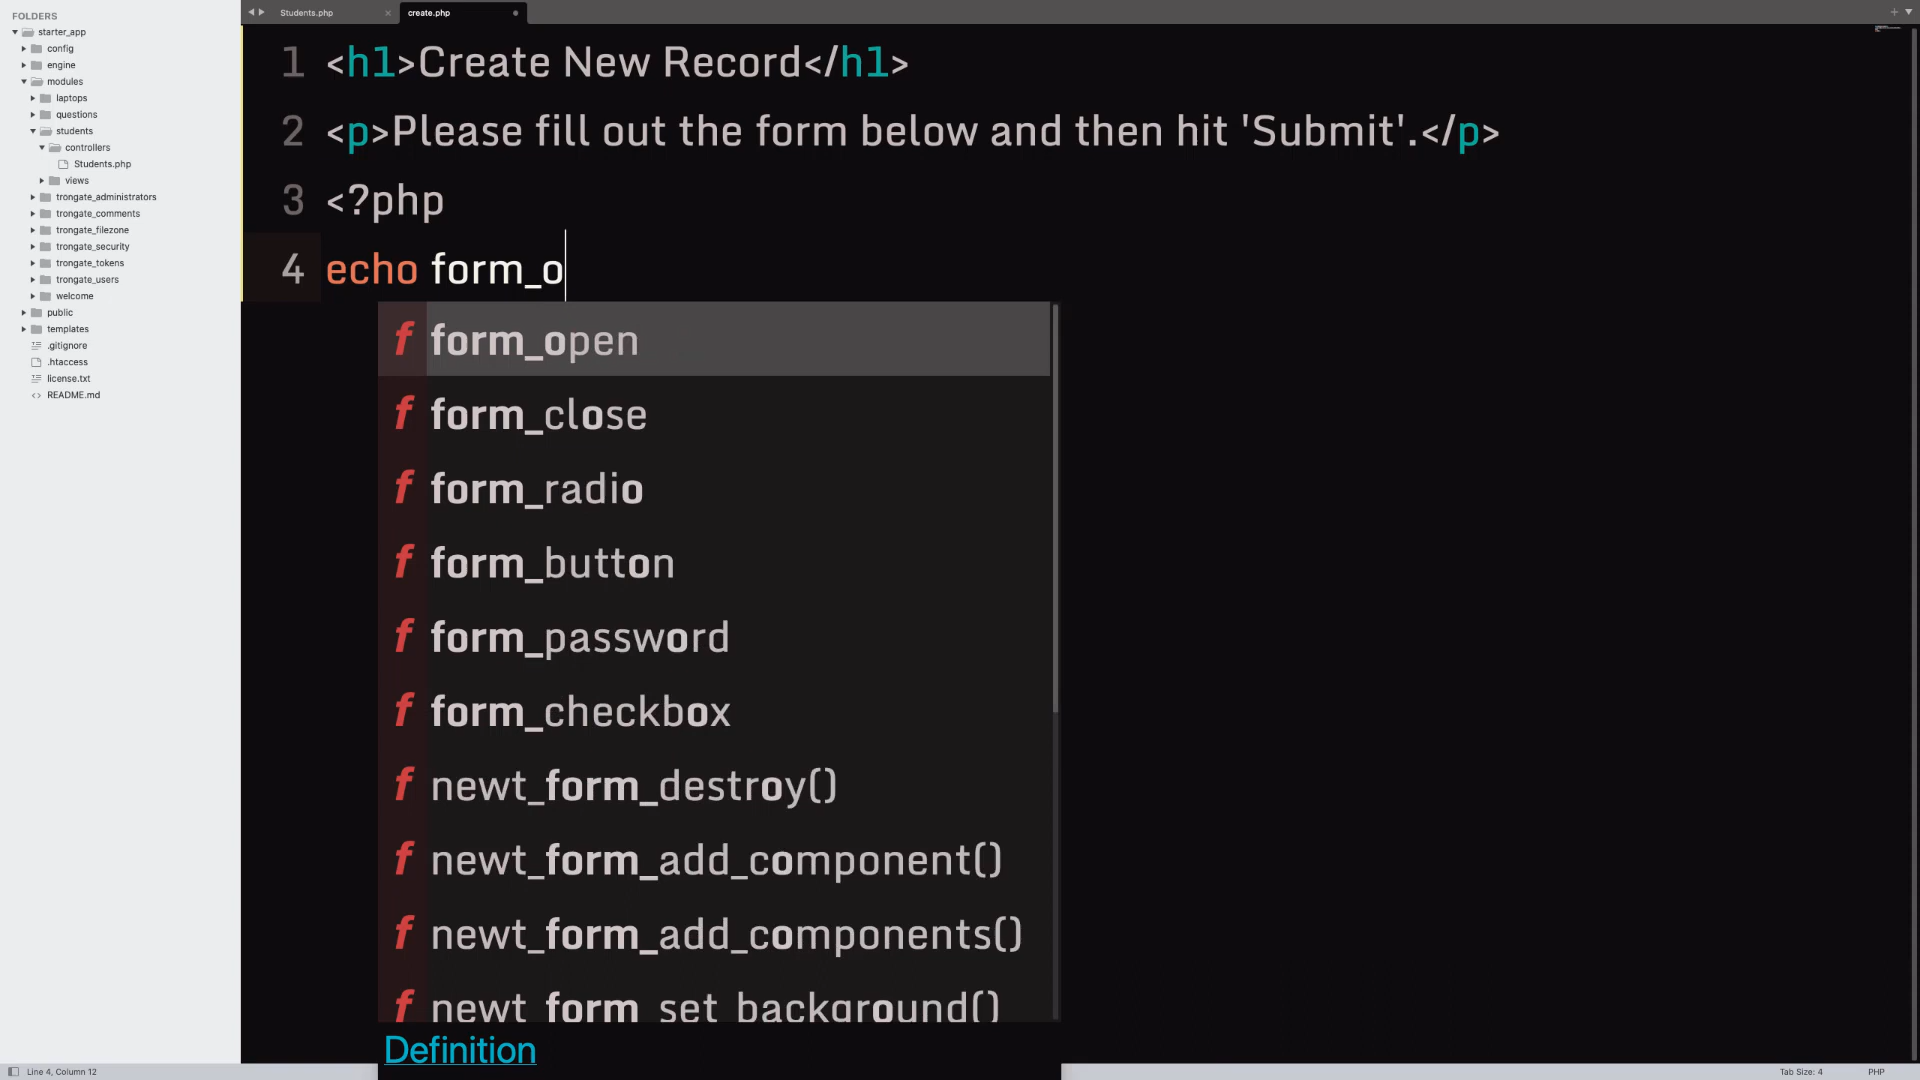 FOLDERS
starter_app
config
engine
modules
laptops
questions
students
controllers
Students.php
views
trongate_administrators
trongate_comments
trongate_filezone
trongate_security
trongate_tokens
trongate_users
welcome
public
templates
.gitignore
.htaccess
license.txt
README.md
Students.php
create.php
1 <h1>Create New Record</h1>
2 <p>Please fill out the form below and then hit 'Submit'.</p>
3 <?php
4 echo form_o
f form_open
f form_close
f form_radio
f form_button
f form_password
f form_checkbox
f newt_form_destroy()
f newt_form_add_component()
f newt_form_add_components()
f newt_form_set_background()
Definition
Line 4, Column 12
Tab Size: 4
PHP